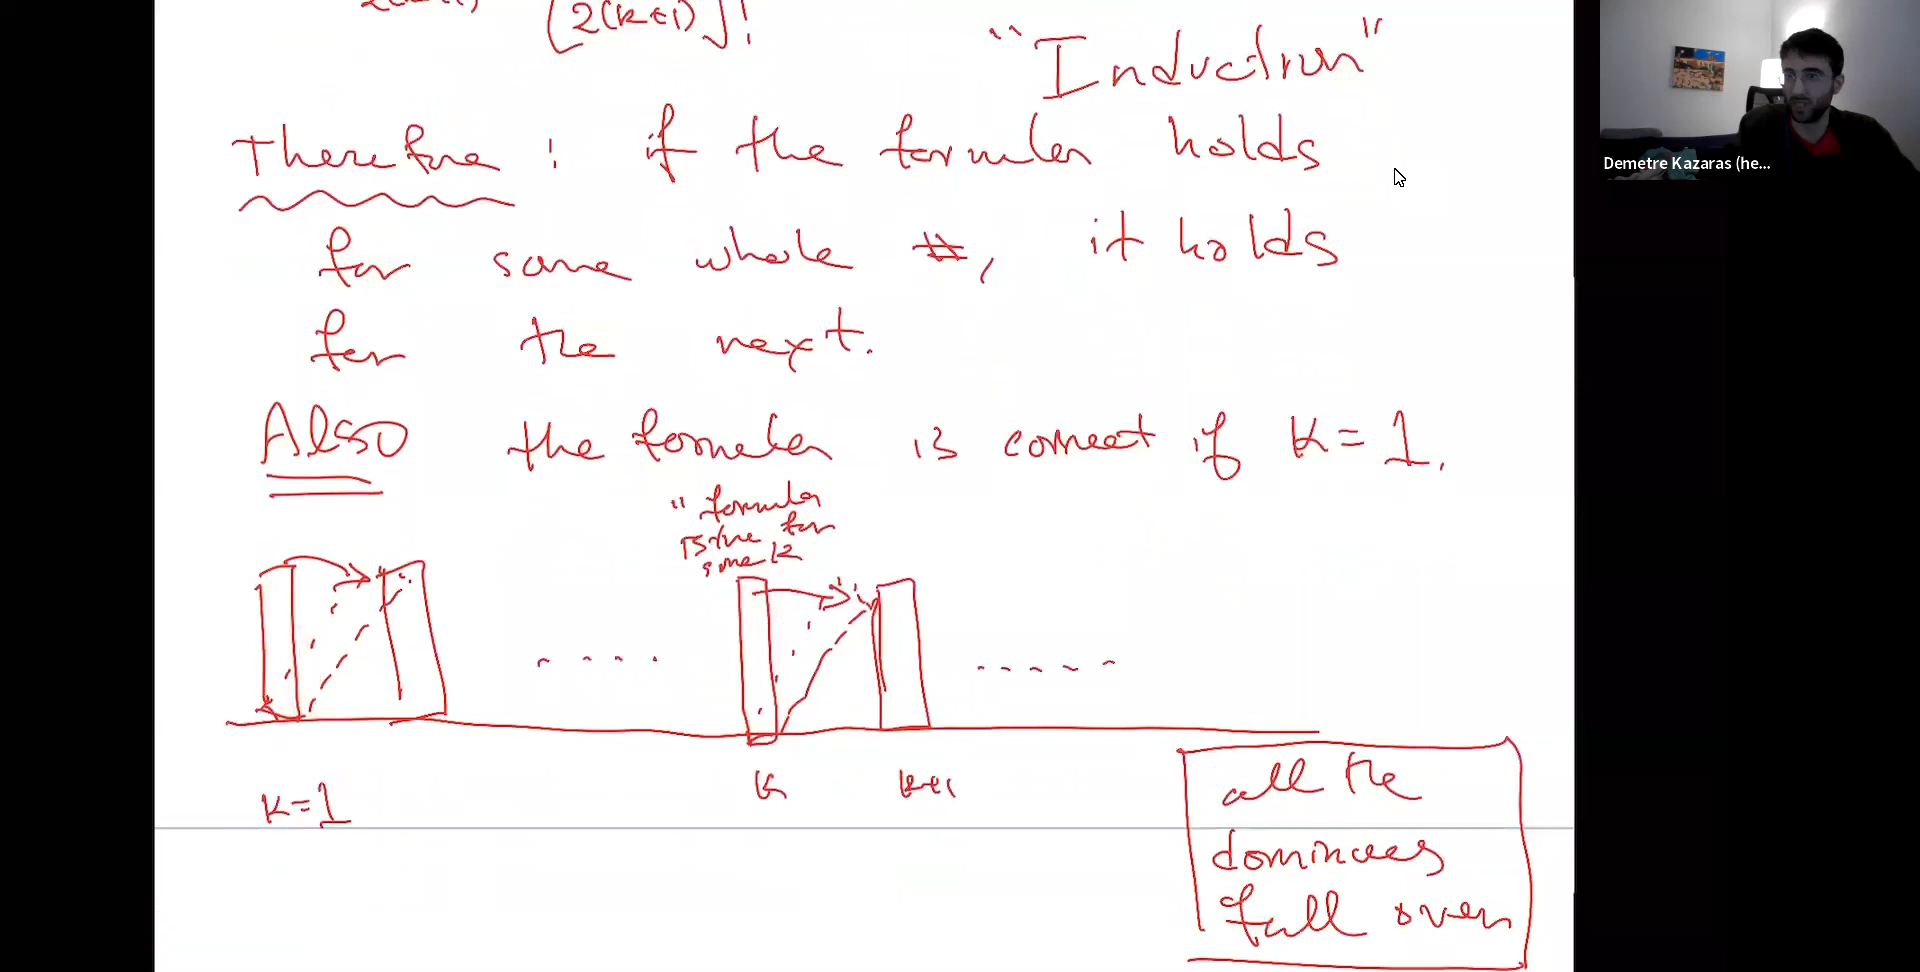 [2(k+1)]!
"Induction"
Therefore: if the formula holds
for some whole #, it holds
for the next.
Also the formula is correct if K=1.
"formula
is true for
some k
K=1
K
k+1
all the
dominoes
fall over
Demetre Kazaras (he...